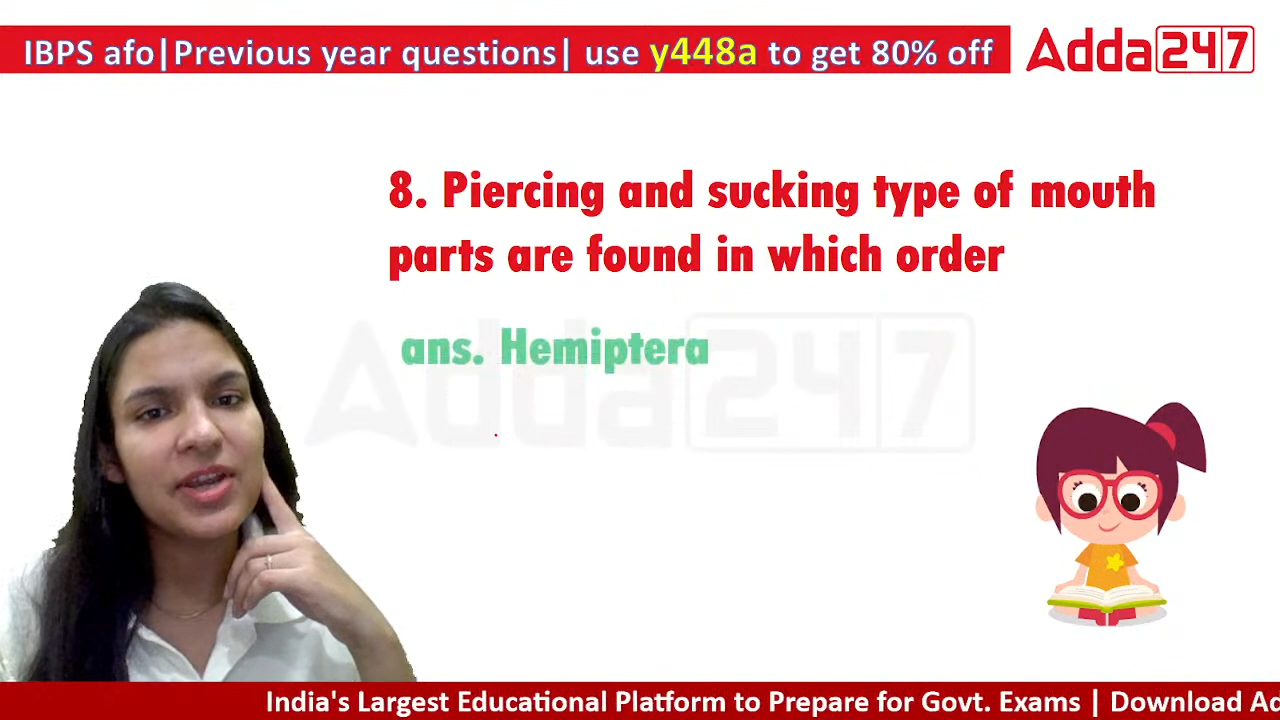 IBPS afo|Previous year questions| use y448a to get 80% off
Adda247
8. Piercing and sucking type of mouth
parts are found in which order
ans. Hemiptera
Adda247
India's Largest Educational Platform to Prepare for Govt. Exams | Download Ad